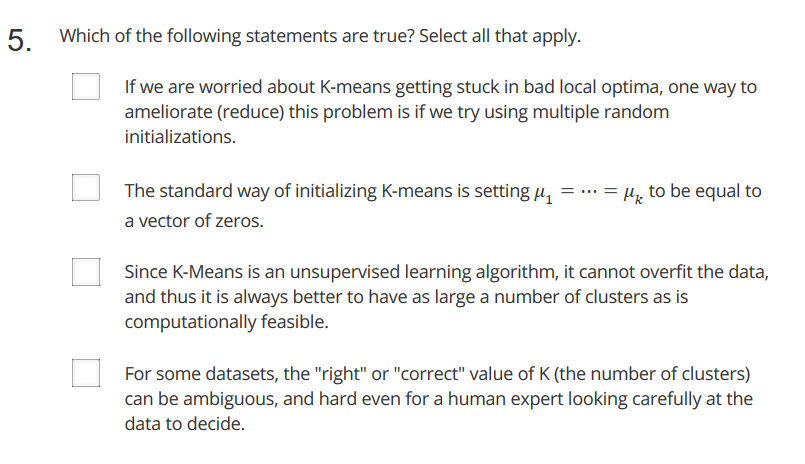 5. Which of the following statements are true? Select all that apply.
If we are worried about K-means getting stuck in bad local optima, one way to
ameliorate (reduce) this problem is if we try using multiple random
initializations.
The standard way of initializing K-means is setting μ₁ = ⋯ = μₖ to be equal to
a vector of zeros.
Since K-Means is an unsupervised learning algorithm, it cannot overfit the data,
and thus it is always better to have as large a number of clusters as is
computationally feasible.
For some datasets, the "right" or "correct" value of K (the number of clusters)
can be ambiguous, and hard even for a human expert looking carefully at the
data to decide.